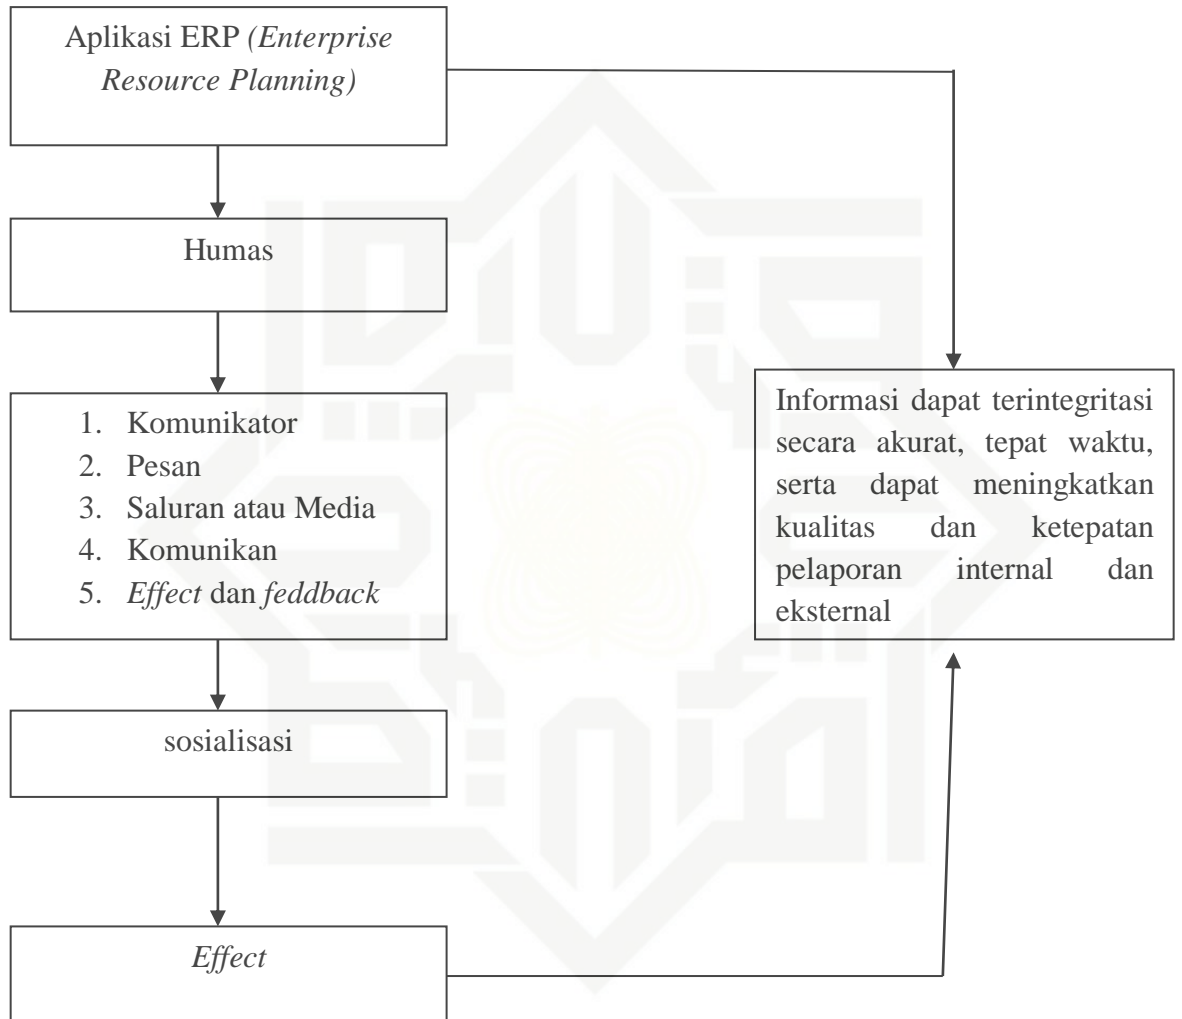 Aplikasi ERP (Enterprise
Resource Planning)
Humas
1. Komunikator
2. Pesan
3. Saluran atau Media
4. Komunikan
5. Effect dan feddback
sosialisasi
Effect
Informasi dapat terintegritasi
secara akurat, tepat waktu,
serta dapat meningkatkan
kualitas dan ketepatan
pelaporan internal dan
eksternal